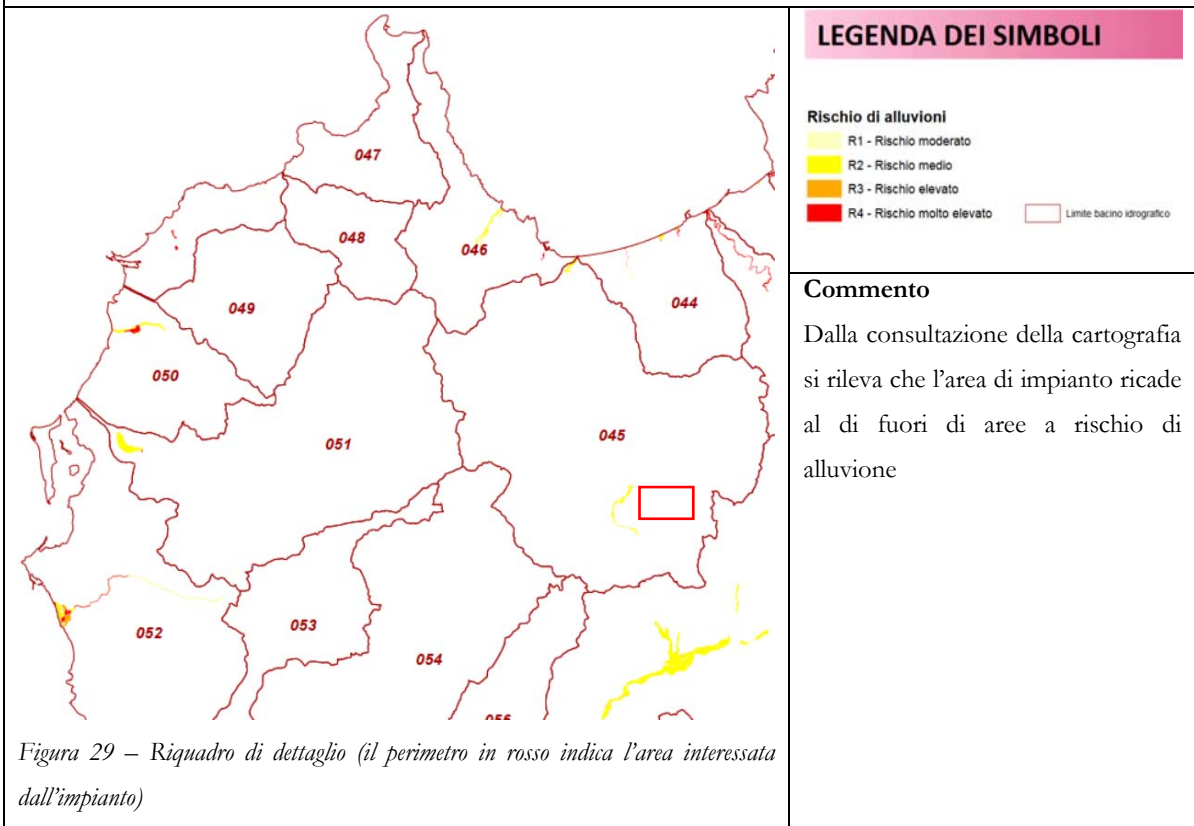 047
048
046
049
044
050
045
051
052
053
054
Figura 29 – Riquadro di dettaglio (il perimetro in rosso indica l'area interessata
dall'impianto)
LEGENDA DEI SIMBOLI
Rischio di alluvioni
R1 - Rischio moderato
R2 - Rischio medio
R3 - Rischio elevato
R4 - Rischio molto elevato
Limite bacino idrografico
Commento
Dalla consultazione della cartografia
si rileva che l'area di impianto ricade
al di fuori di aree a rischio di
alluvione